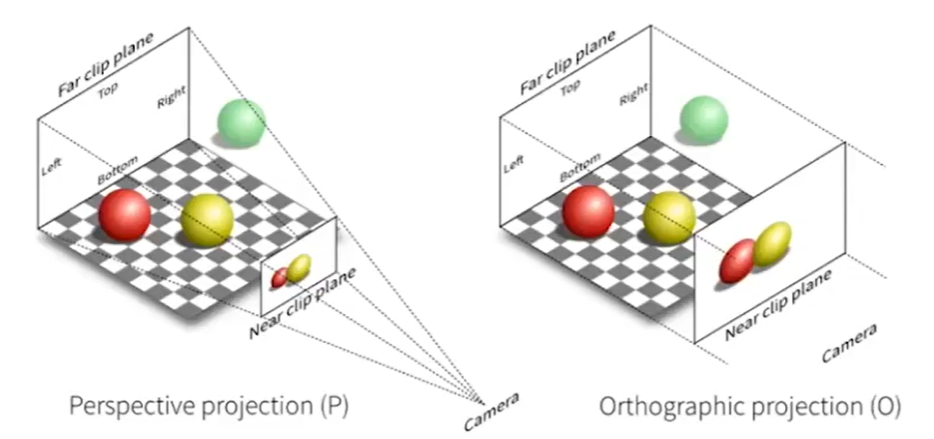 Far clip plane
Top
Right
Left
Bottom
Near clip plane
Camera
Perspective projection (P)
Far clip plane
Top
Right
Left
Bottom
Near clip plane
Camera
Orthographic projection (O)